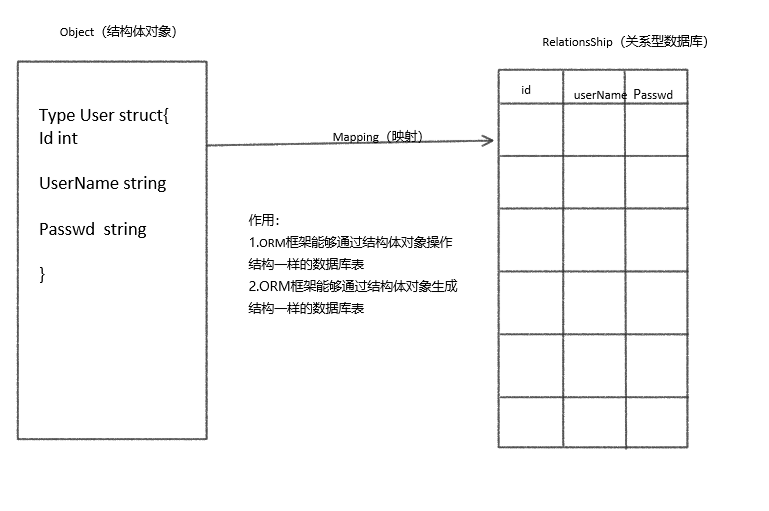 Object（结构体对象）
RelationsShip（关系型数据库）
Type User struct{
Id int
UserName string
Passwd  string
}
Mapping（映射）
id
userName
Passwd
作用：
1.ORM框架能够通过结构体对象操作
结构一样的数据库表
2.ORM框架能够通过结构体对象生成
结构一样的数据库表